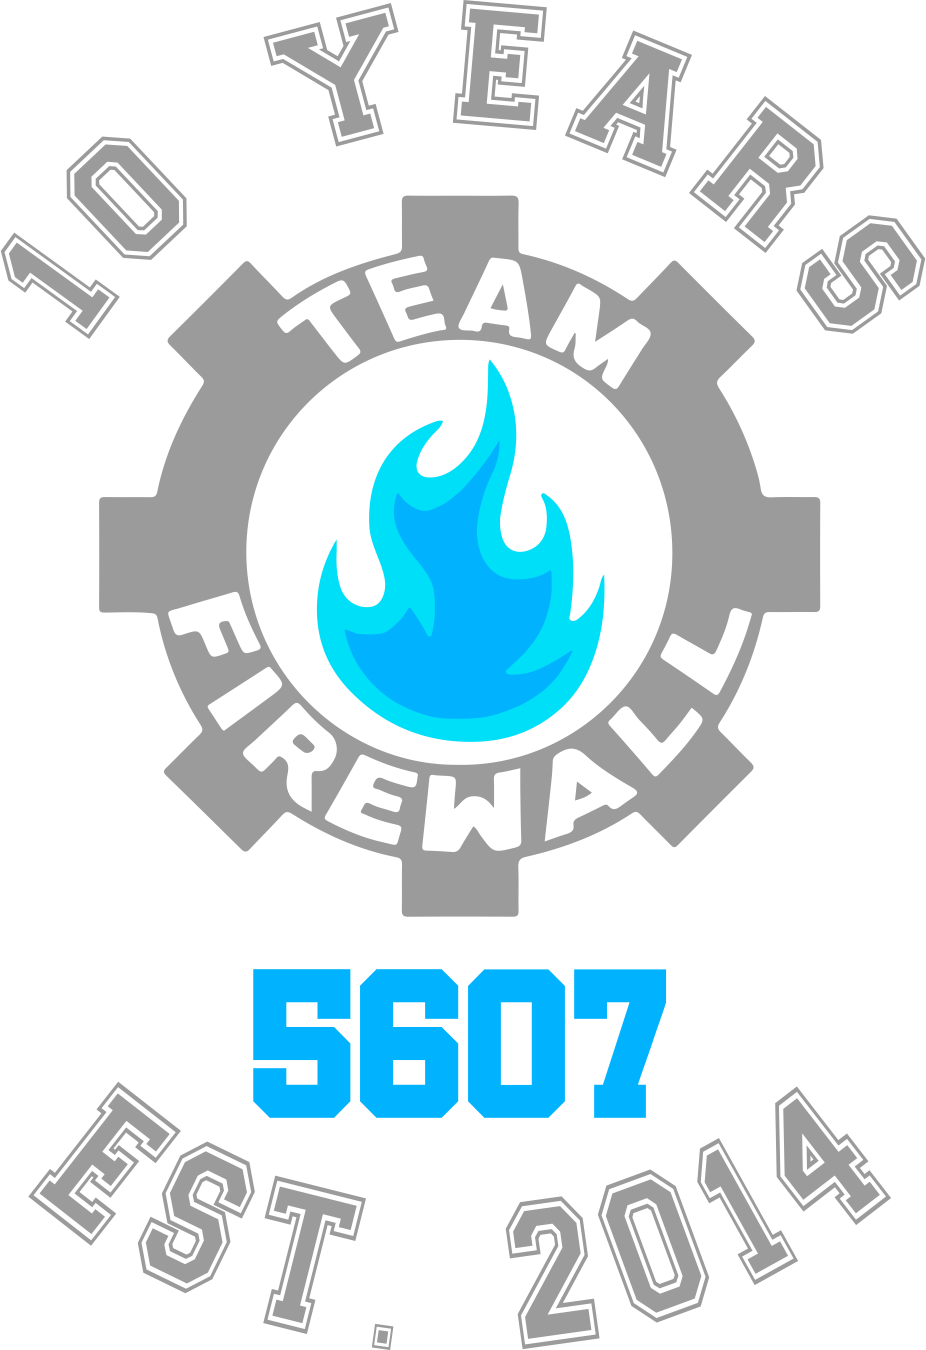 10 YEARS
TEAM
FIREWALL
5607
EST. 2014